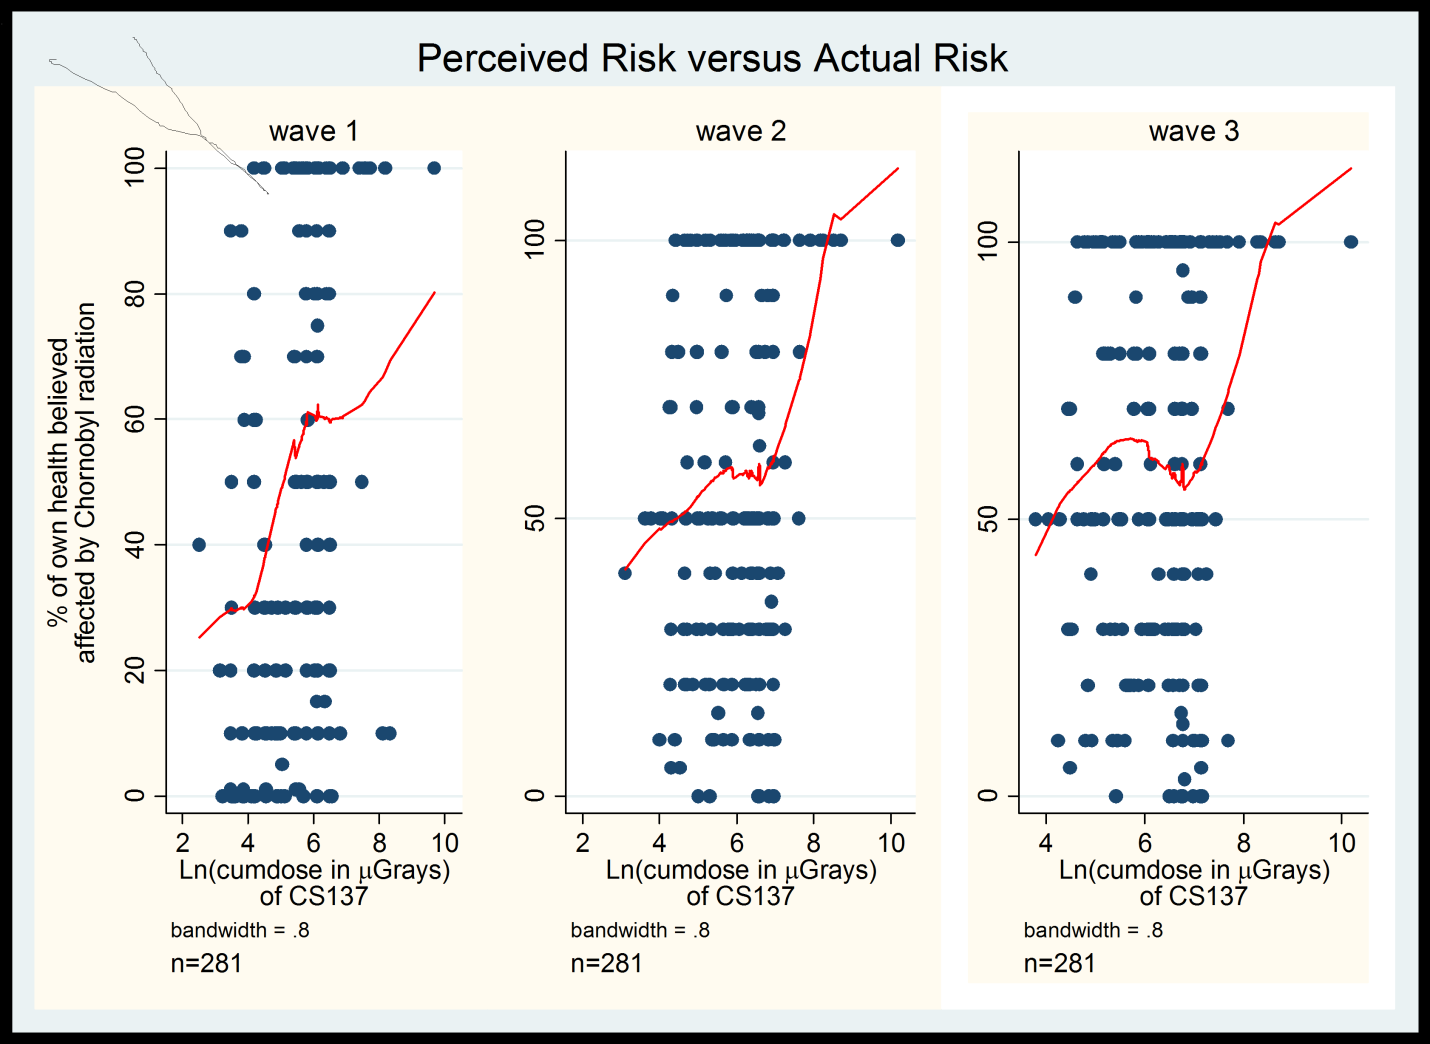 Perceived Risk versus Actual Risk
wave 1
% of own health believed
affected by Chornobyl radiation
100
80
60
40
20
0
2 4 6 8 10
Ln(cumdose in μGrays)
of CS137
bandwidth = .8
n=281
wave 2
100
50
0
2 4 6 8 10
Ln(cumdose in μGrays)
of CS137
bandwidth = .8
n=281
wave 3
100
50
0
4 6 8 10
Ln(cumdose in μGrays)
of CS137
bandwidth = .8
n=281